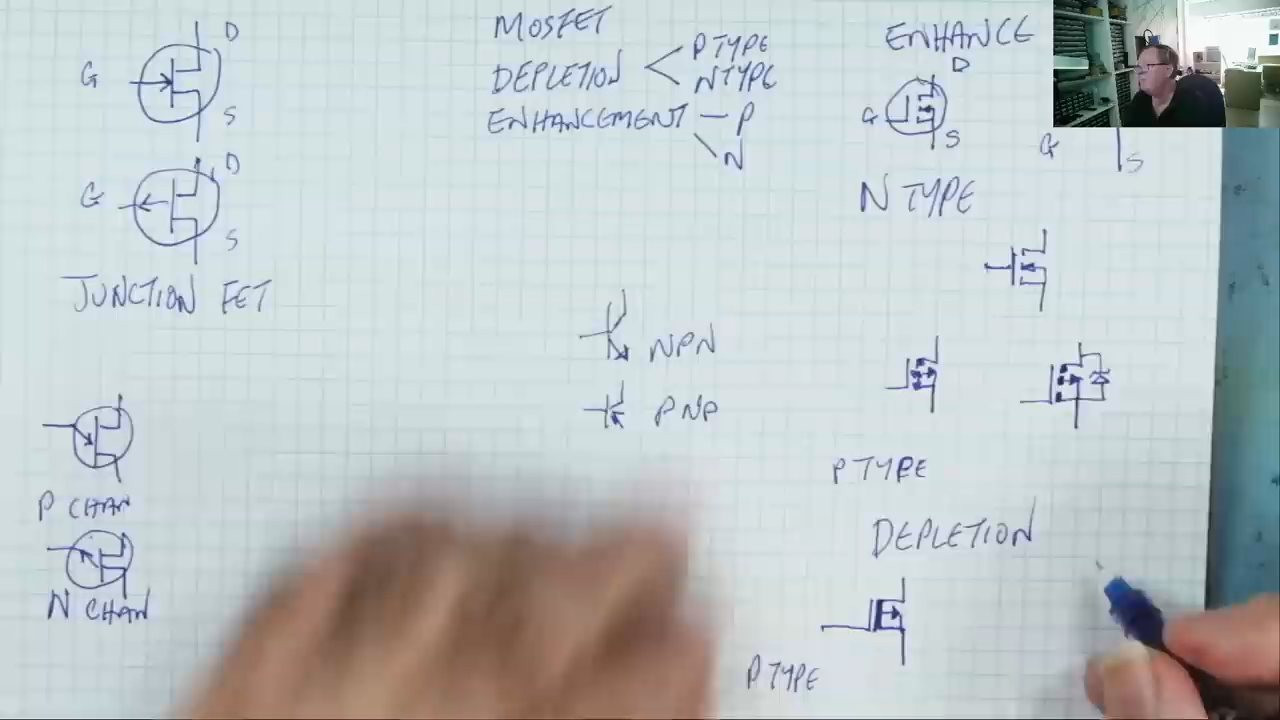 D
G
S
D
G
S
JUNCTION FET
P CHAN
N CHAN
MOSFET
DEPLETION P TYPE
N TYPE
ENHANCEMENT — P
N
NPN
PNP
ENHANCE
D
G
S
G
S
N TYPE
P TYPE
DEPLETION
P TYPE